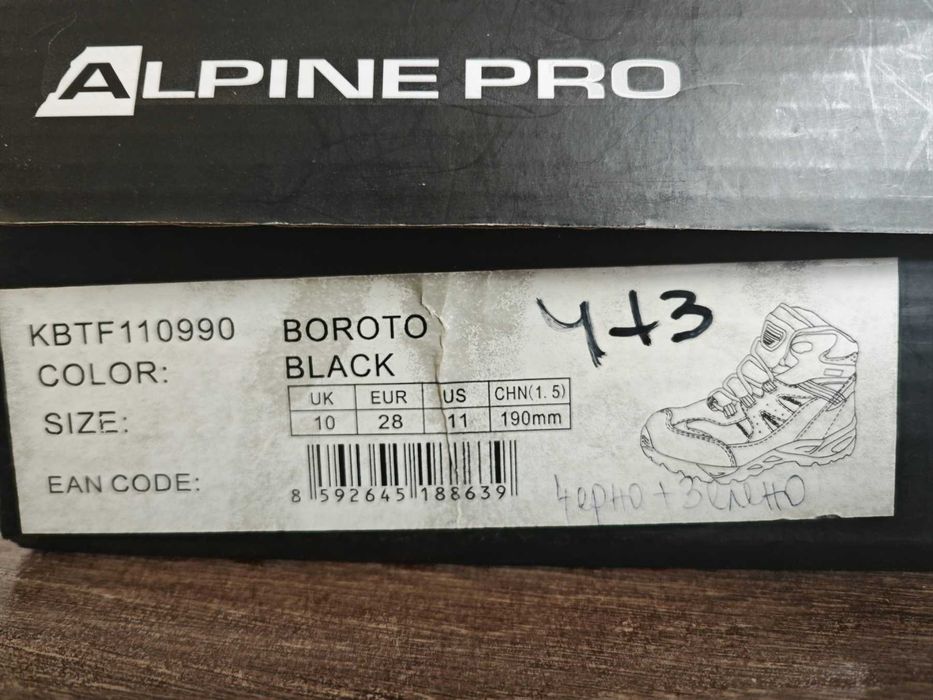 ALPINE PRO
KBTF110990 BOROTO
COLOR: BLACK
Ч+З
SIZE:
UK EUR US CHN(1.5)
10 28 11 190mm
EAN CODE: 8 592645 188639
Черно + Зелено